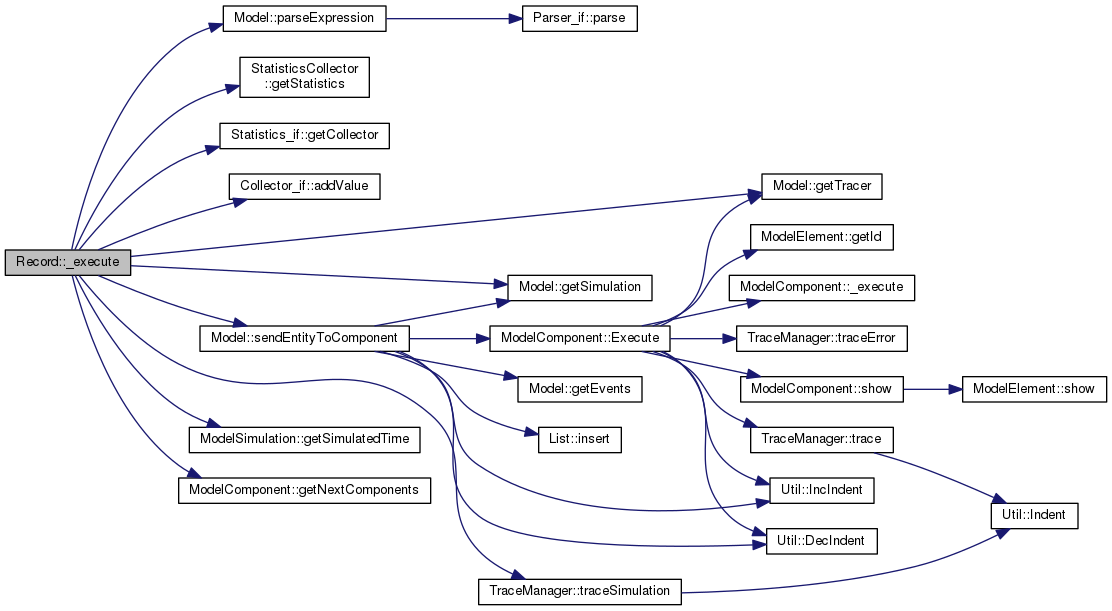 Model::parseExpression
Parser_if::parse
StatisticsCollector
::getStatistics
Statistics_if::getCollector
Collector_if::addValue
Model::getTracer
ModelElement::getId
Record::_execute
Model::getSimulation
ModelComponent::_execute
Model::sendEntityToComponent
ModelComponent::Execute
TraceManager::traceError
Model::getEvents
ModelComponent::show
ModelElement::show
ModelSimulation::getSimulatedTime
List::insert
TraceManager::trace
ModelComponent::getNextComponents
Util::IncIndent
Util::Indent
Util::DecIndent
TraceManager::traceSimulation